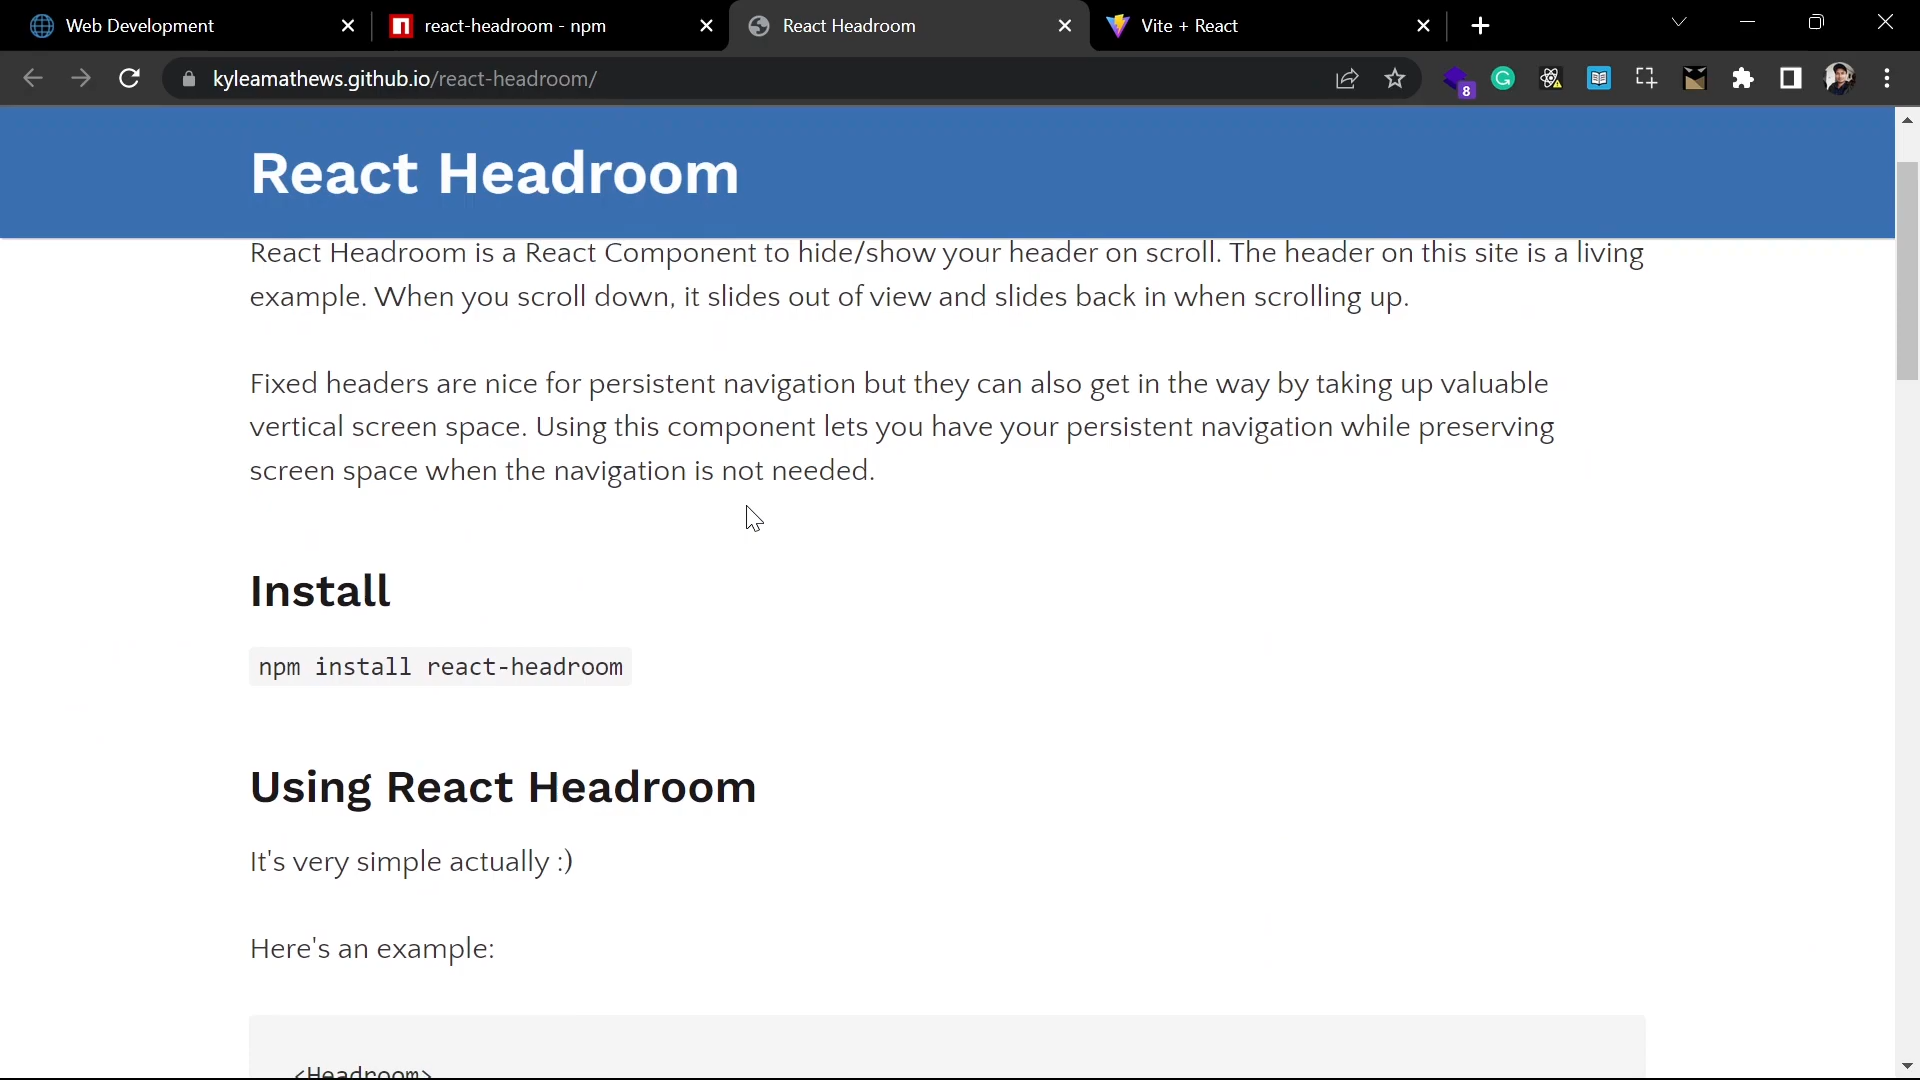 Web Development
react-headroom - npm
React Headroom
Vite + React
kyleamathews.github.io/react-headroom/
8
React Headroom
React Headroom is a React Component to hide/show your header on scroll. The header on this site is a living
example. When you scroll down, it slides out of view and slides back in when scrolling up.
Fixed headers are nice for persistent navigation but they can also get in the way by taking up valuable
vertical screen space. Using this component lets you have your persistent navigation while preserving
screen space when the navigation is not needed.
Install
npm install react-headroom
Using React Headroom
It's very simple actually :)
Here's an example:
<Headroom>